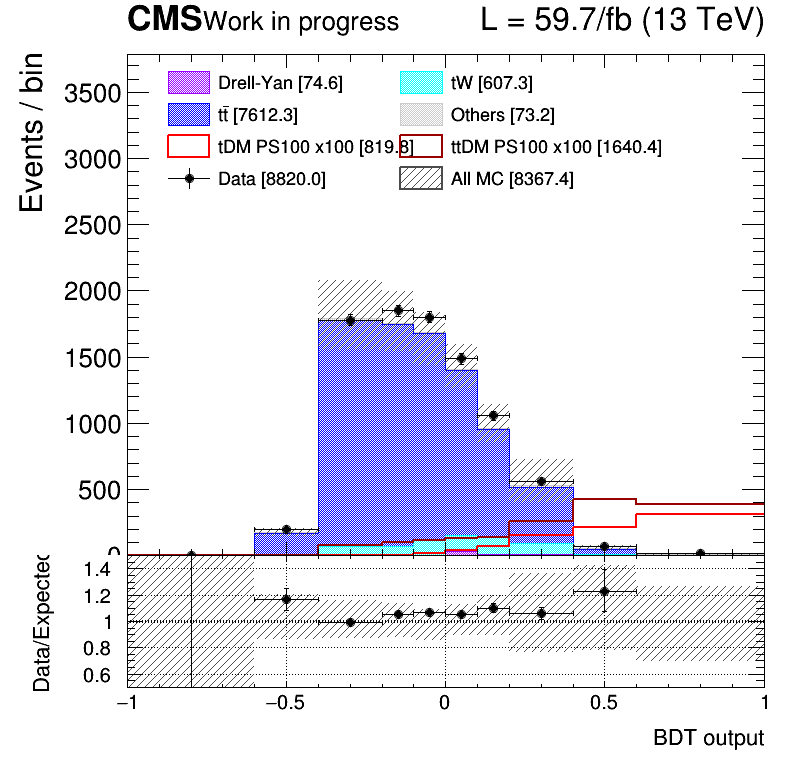 CMS Work in progress L = 59.7/fb (13 TeV)
Events / bin
3500
3000
2500
2000
1500
1000
500
0
Drell-Yan [74.6] tW [607.3]
tt̄ [7612.3] Others [73.2]
tDM PS100 x100 [819.8] ttDM PS100 x100 [1640.4]
Data [8820.0] All MC [8367.4]
Data/Expected
1.4
1.2
1
0.8
0.6
−1 −0.5 0 0.5 1
BDT output